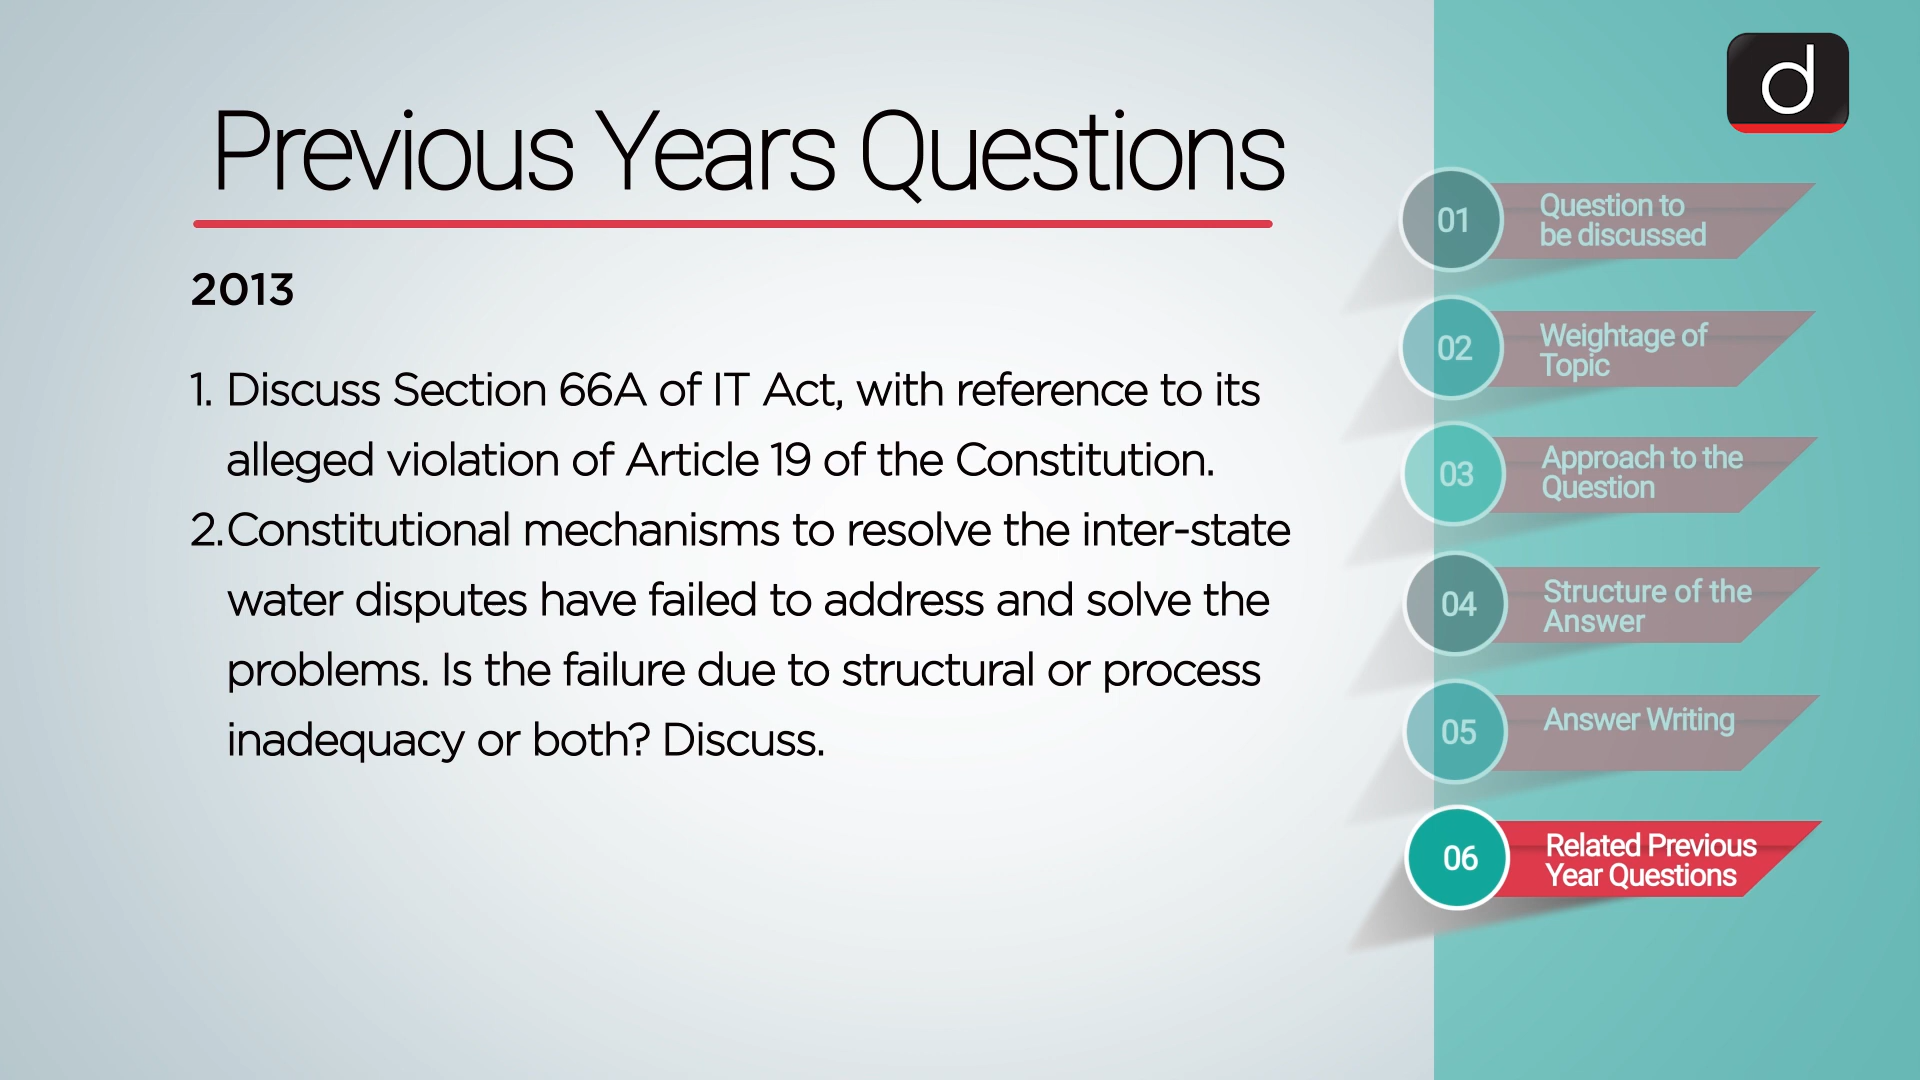 Previous Years Questions
2013
1. Discuss Section 66A of IT Act, with reference to its
alleged violation of Article 19 of the Constitution.
2.Constitutional mechanisms to resolve the inter-state
water disputes have failed to address and solve the
problems. Is the failure due to structural or process
inadequacy or both? Discuss.
d
01
Question to
be discussed
02
Weightage of
Topic
03
Approach to the
Question
04
Structure of the
Answer
05
Answer Writing
06
Related Previous
Year Questions